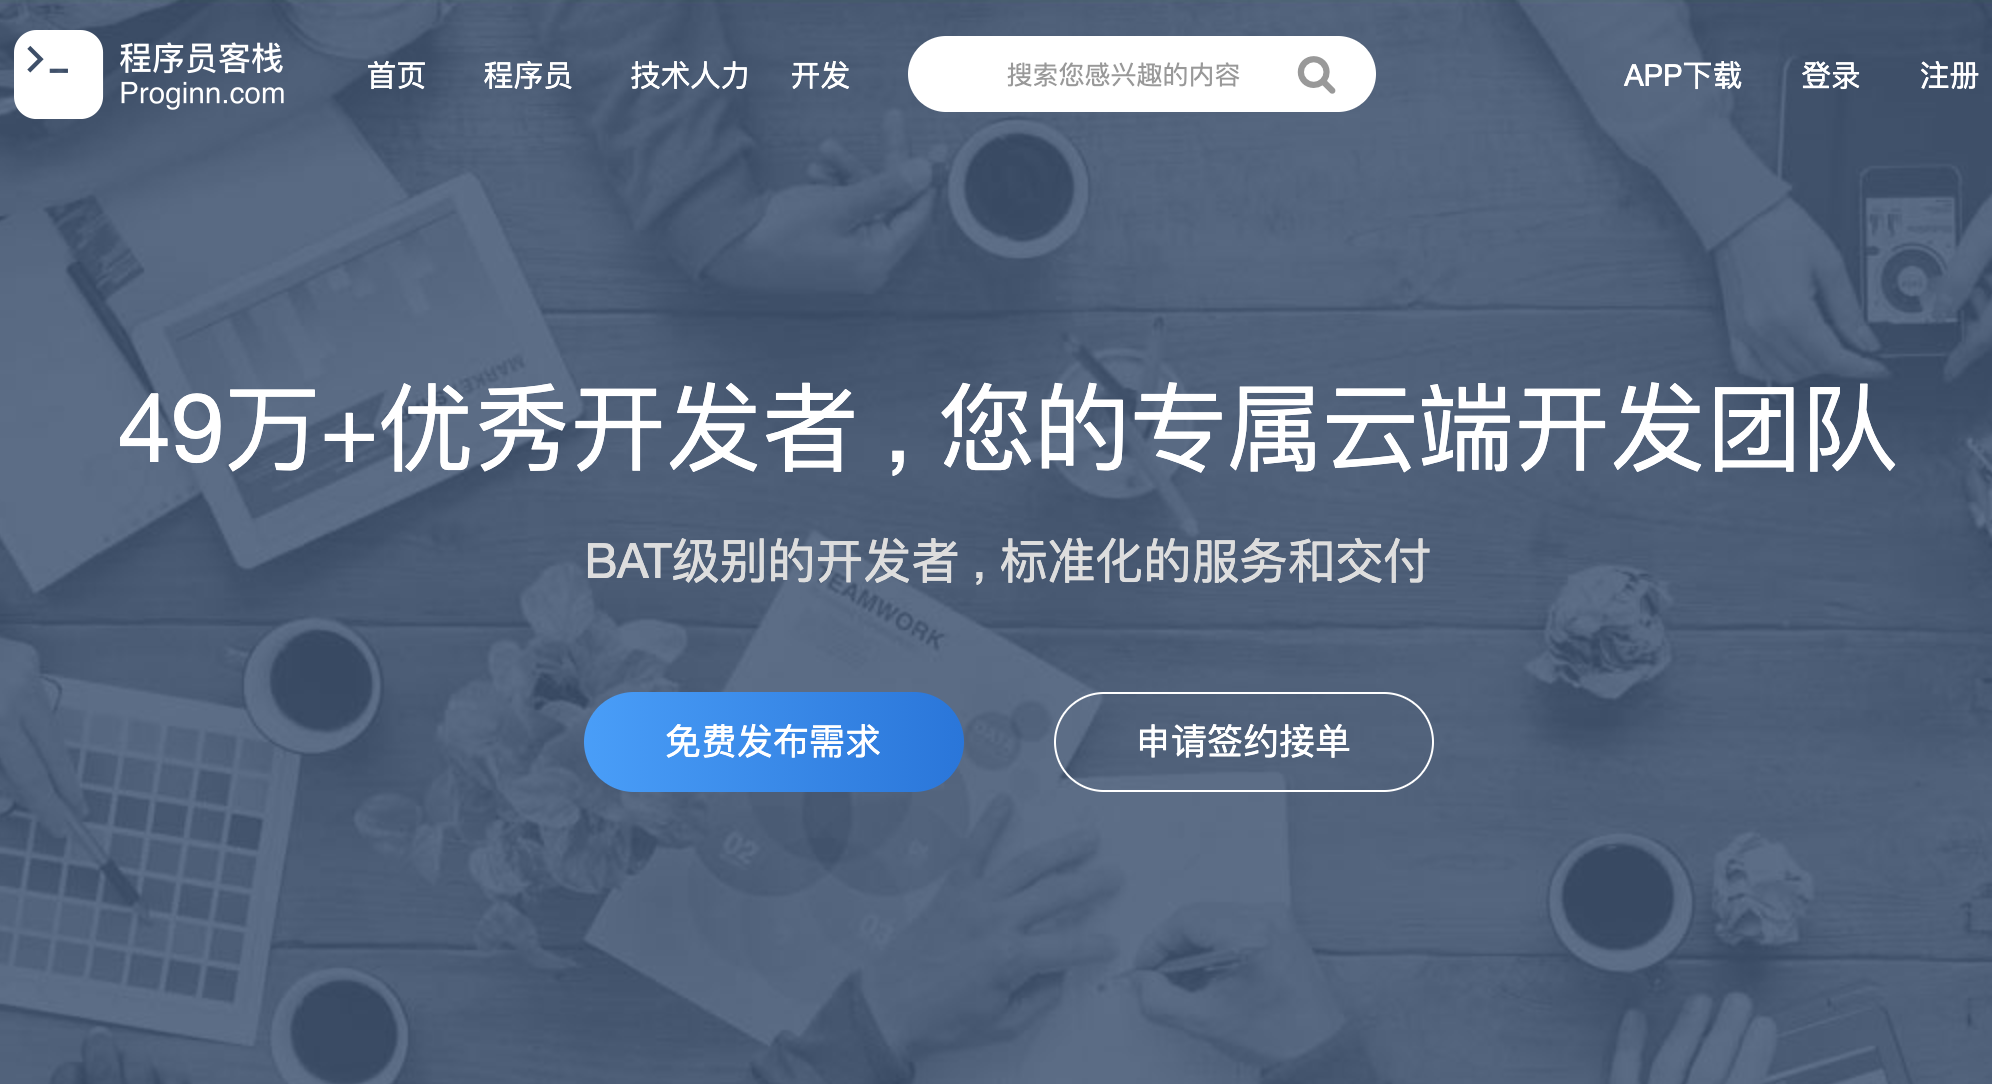 程序员客栈
Proginn.com
首页 程序员 技术人力 开发
搜索您感兴趣的内容
APP下载 登录 注册
49万+优秀开发者，您的专属云端开发团队
BAT级别的开发者，标准化的服务和交付
TEAMWORK
免费发布需求 申请签约接单
DATA
02
03